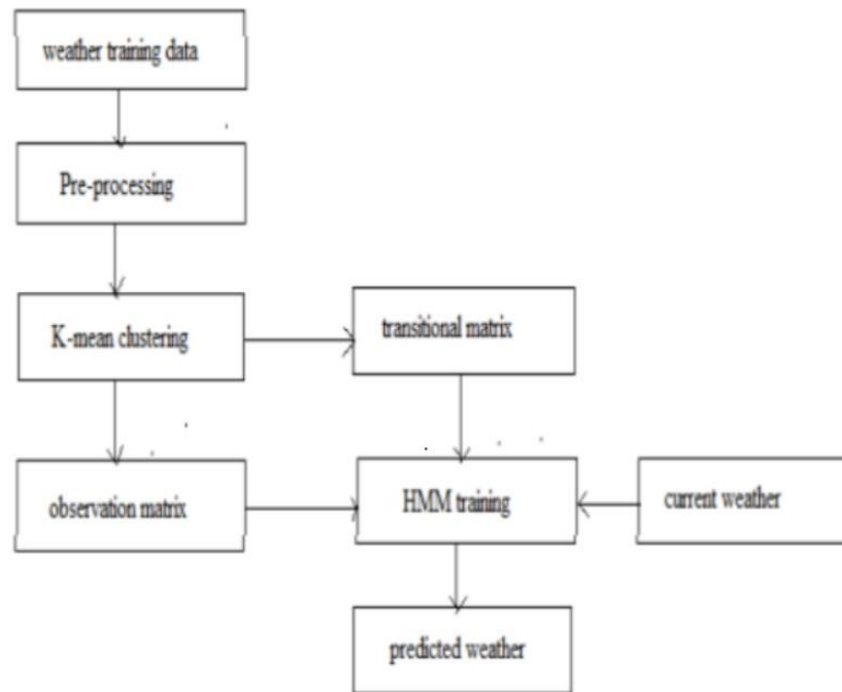 weather training data
Pre-processing
K-mean clustering
transitional matrix
observation matrix
HMM training
current weather
predicted weather